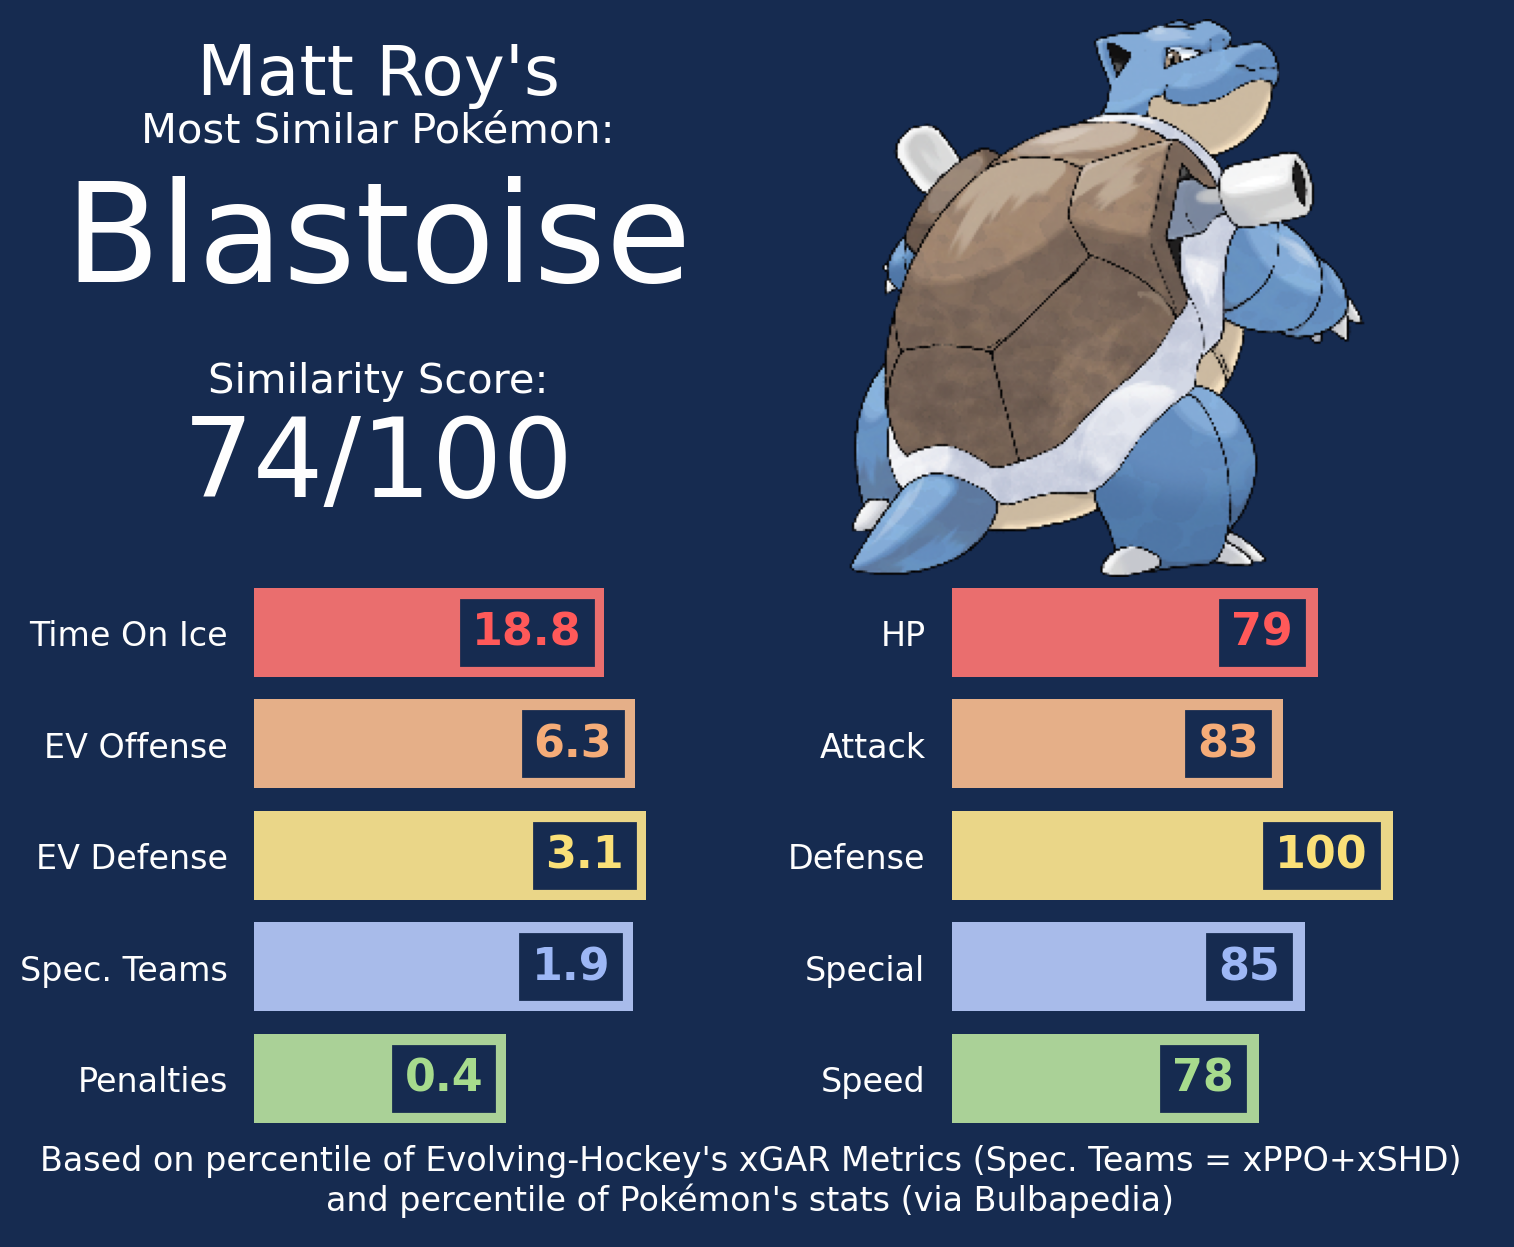 Matt Roy's
Most Similar Pokémon:
Blastoise
Similarity Score:
74/100
Time On Ice 18.8
EV Offense 6.3
EV Defense 3.1
Spec. Teams 1.9
Penalties 0.4
HP 79
Attack 83
Defense 100
Special 85
Speed 78
Based on percentile of Evolving-Hockey's xGAR Metrics (Spec. Teams = xPPO+xSHD)
and percentile of Pokémon's stats (via Bulbapedia)